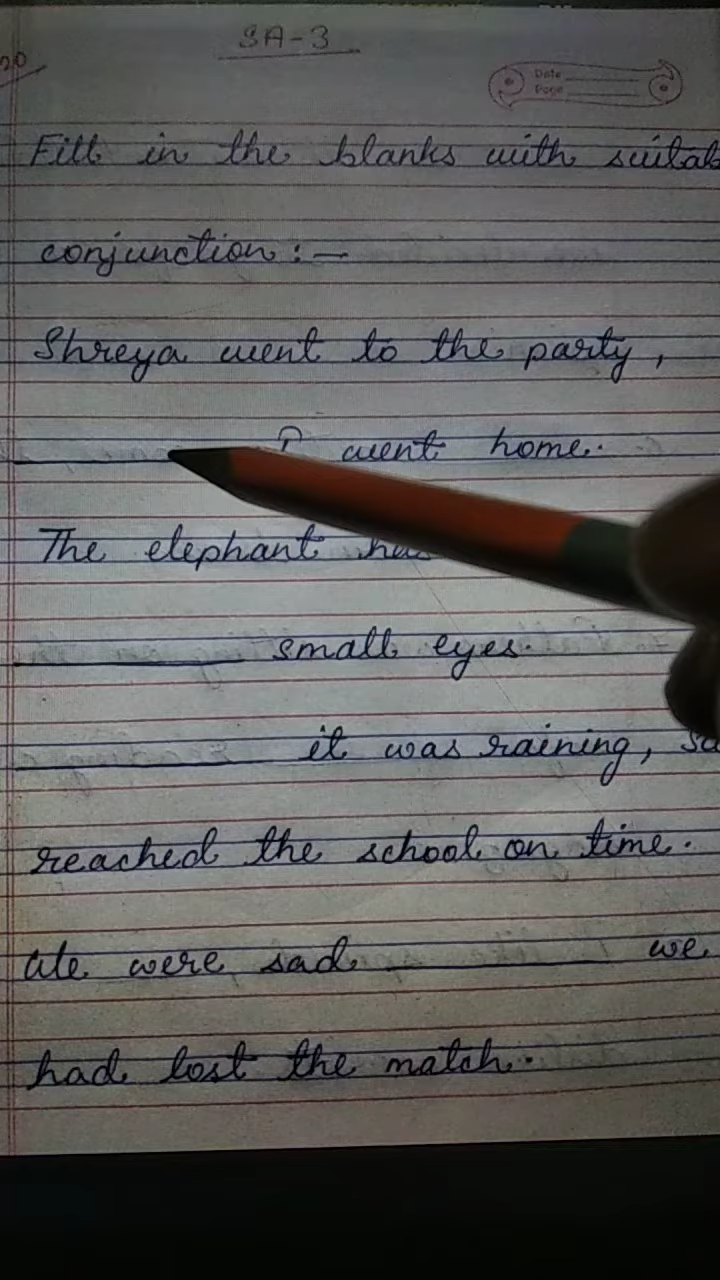 SA-3
20
Date
Page
Fill in the blanks with
conjunction :-
Shreya went to the party,
I went home.
The elephant
small eyes.
it was raining,
reached the school on time.
We were sad we
had lost the match.